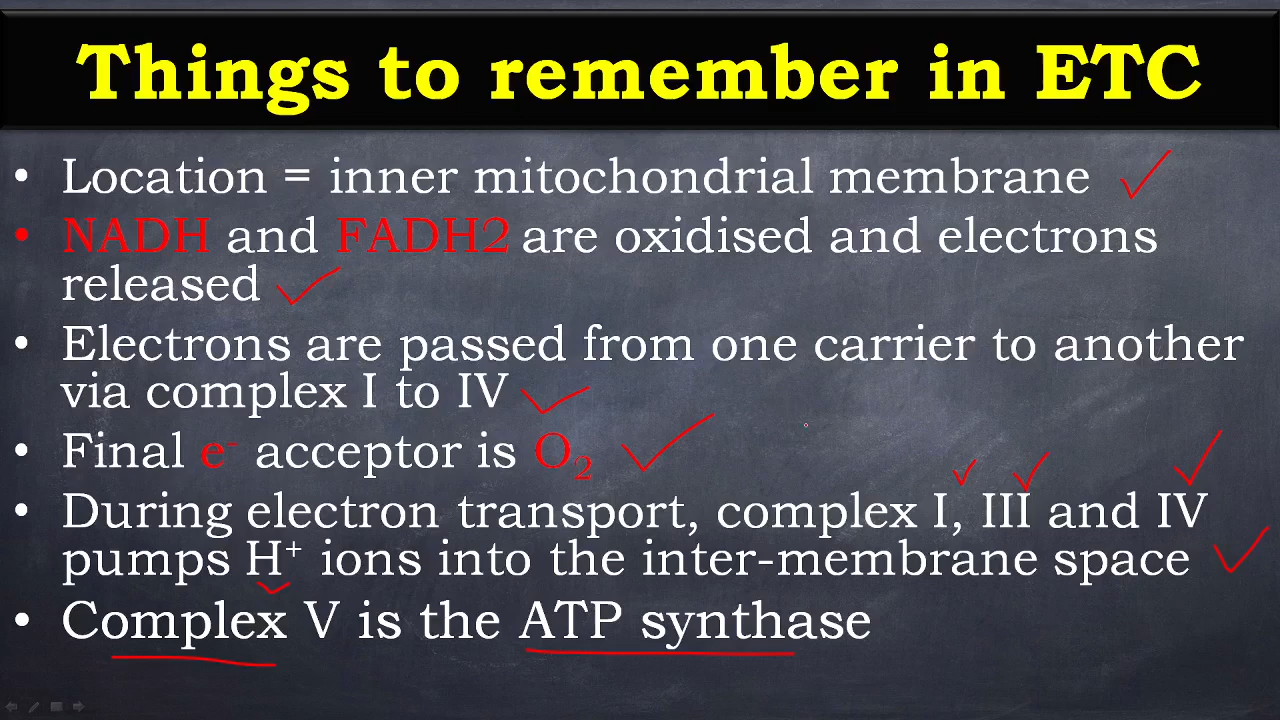 Things to remember in ETC
• Location = inner mitochondrial membrane
• NADH and FADH2 are oxidised and electrons
released
• Electrons are passed from one carrier to another
via complex I to IV
• Final e⁻ acceptor is O₂
• During electron transport, complex I, III and IV
pumps H⁺ ions into the inter-membrane space
• Complex V is the ATP synthase